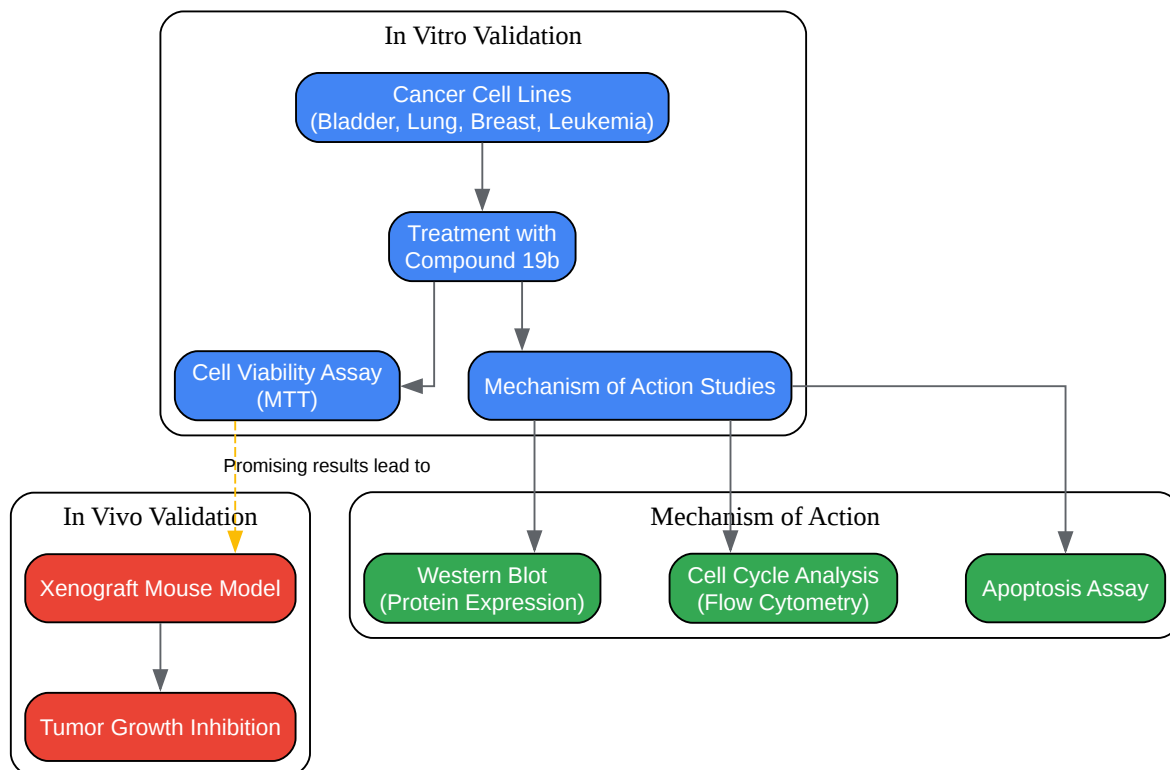 In Vitro Validation
Cancer Cell Lines
(Bladder, Lung, Breast, Leukemia)
Treatment with
Compound 19b
Cell Viability Assay
(MTT)
Mechanism of Action Studies
Promising results lead to
In Vivo Validation
Xenograft Mouse Model
Tumor Growth Inhibition
Mechanism of Action
Western Blot
(Protein Expression)
Cell Cycle Analysis
(Flow Cytometry)
Apoptosis Assay